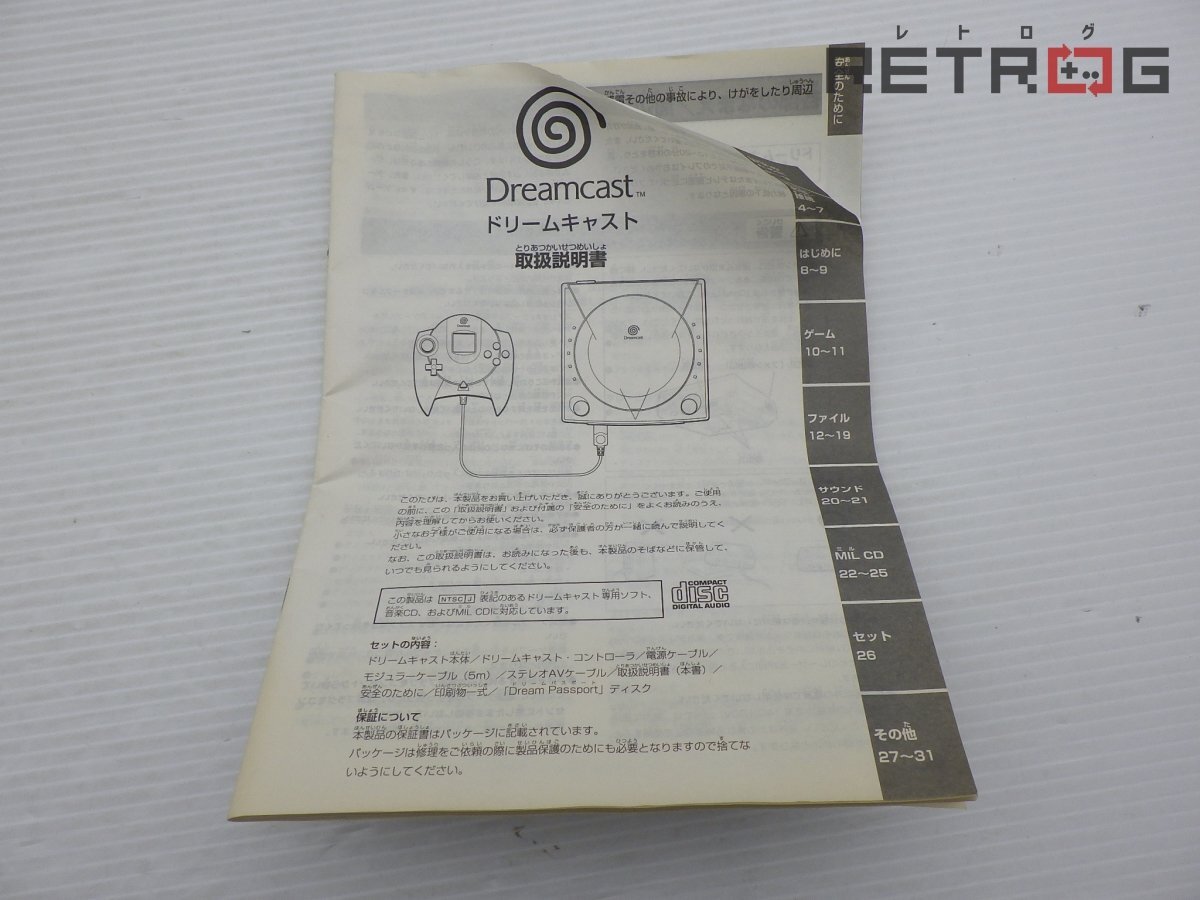 レトログ
RETROG
安全のために
その他の事故により、けがをしたり周辺
Dreamcast™
ドリームキャスト
とりあつかいせつめいしょ
取扱説明書
4～7
はじめに
8～9
ゲーム
10～11
ファイル
12～19
サウンド
20～21
MIL CD
22～25
セット
26
その他
27～31
Dreamcast
Dreamcast
このたびは、本製品をお買い上げいただき、誠にありがとうございます。ご使用
の前に、この「取扱説明書」および付属の「安全のために」をよくお読みのうえ、
内容を理解してからお使いください。
小さなお子様がご使用になる場合は、必ず保護者の方が一緒に読んで説明してく
ださい。
なお、この取扱説明書は、お読みになった後も、本製品のそばなどに保管して、
いつでも見られるようにしてください。
この製品は NTSC J 表記のあるドリームキャスト専用ソフト、
音楽CD、およびMIL CDに対応しています。
COMPACT
disc
DIGITAL AUDIO
セットの内容：
ドリームキャスト本体／ドリームキャスト・コントローラ／電源ケーブル／
モジュラーケーブル（5m）／ステレオAVケーブル／取扱説明書（本書）／
安全のために／印刷物一式／「Dream Passport」ディスク
保証について
本製品の保証書はパッケージに記載されています。
パッケージは修理をご依頼の際に製品保護のためにも必要となりますので捨てな
いようにしてください。